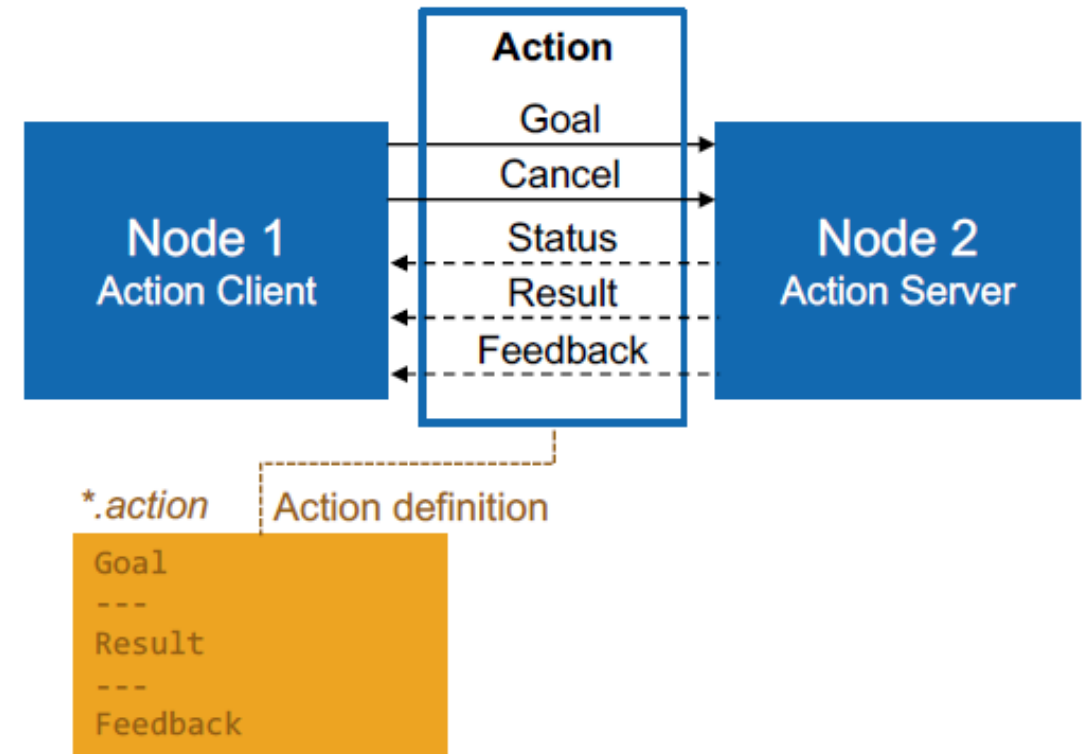 Action
Goal
Cancel
Status
Result
Feedback
Node 1
Action Client
Node 2
Action Server
*.action
Action definition
Goal
---
Result
---
Feedback